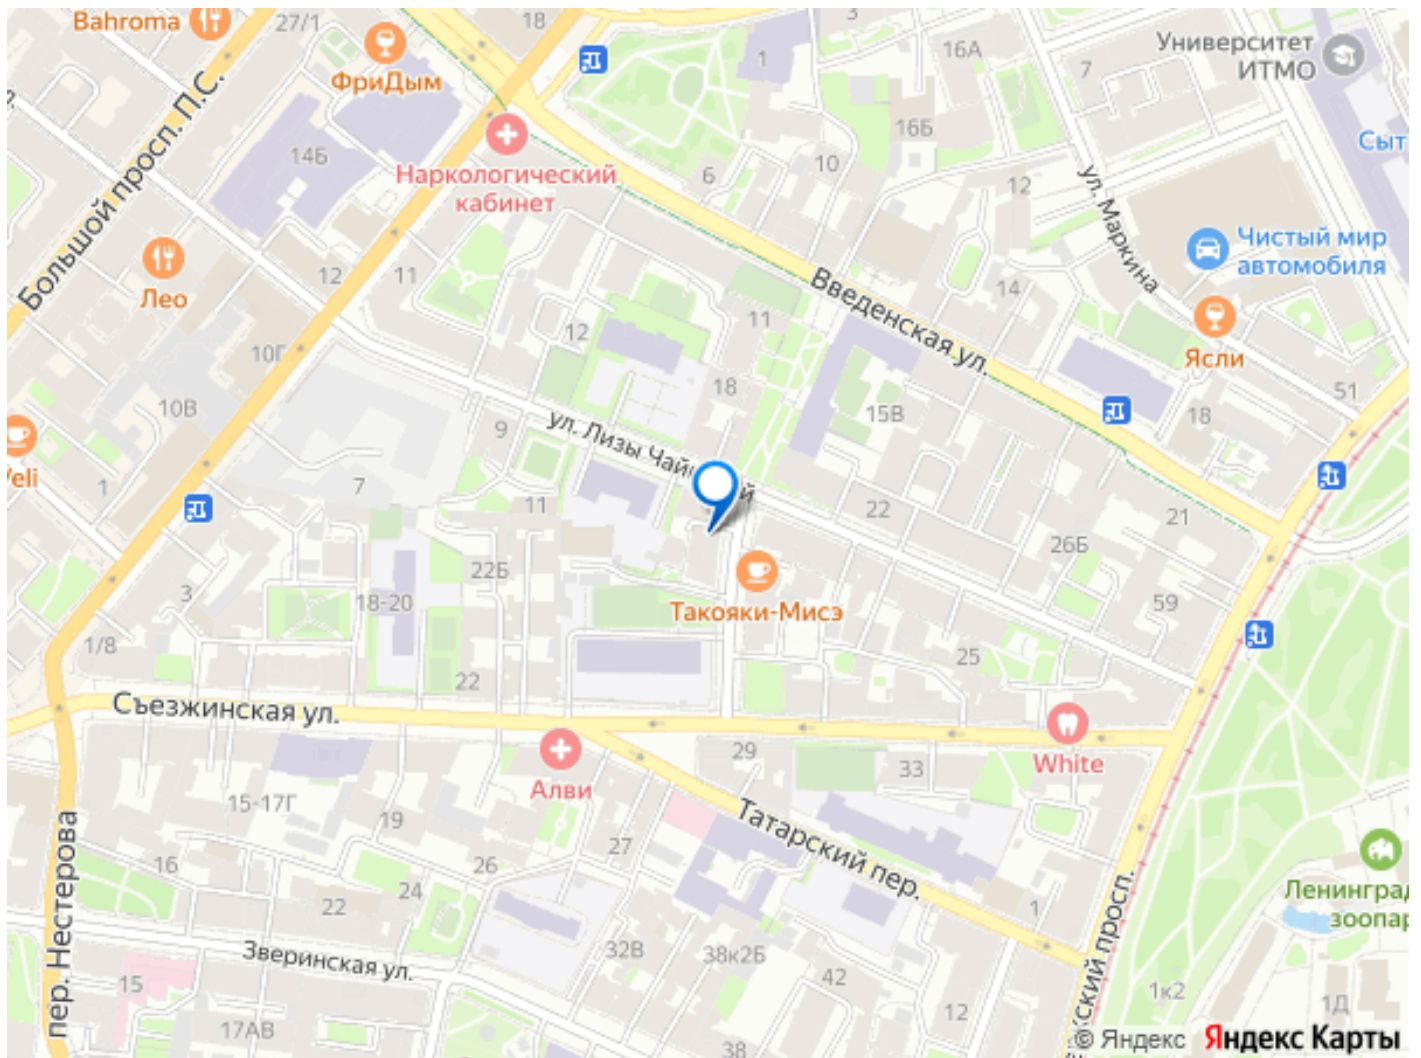 Bahroma
27/1
18
3
ФриДым
1
16А
Университет
ИТМО
7
14Б
16Б
Сыт
Большой просп. П.С.
Наркологический
кабинет
6
10
12
ул. Маркина
Чистый мир
автомобиля
Лео
12
11
Введенская ул.
14
11
12
Ясли
10Г
51
18
10В
15В
18
9
ул. Лизы Чай
й
Veli
1
7
11
22
21
26Б
22Б
3
18-20
Такояки-Мисэ
59
1/8
25
22
Съезжинская ул.
29
33
White
Алви
15-17Г
19
Татарский пер.
27
пер. Нестерова
16
26
24
Ленинград
зоопар
22
1
Зверинская ул.
32В
38к2Б
42
15
1к2
1Д
12
17АВ
38
ский просп.
© Яндекс Яндекс Карты